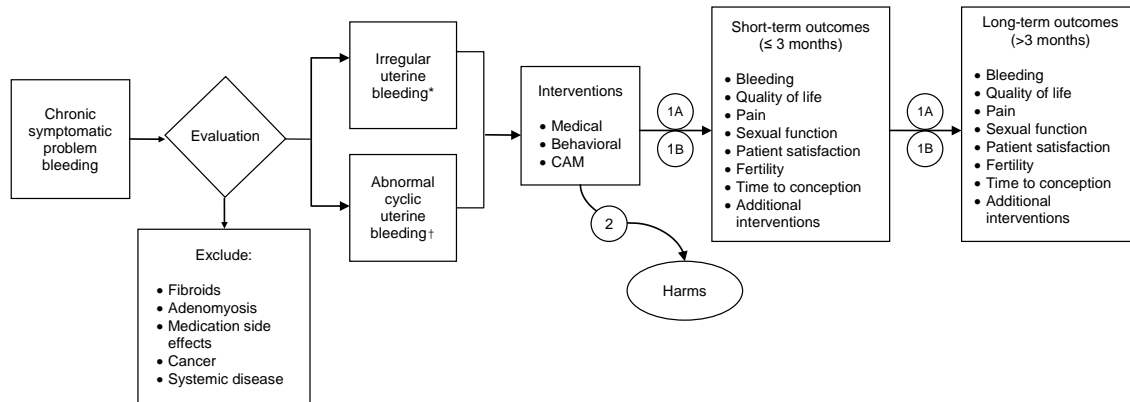 Chronic
symptomatic
problem
bleeding
Evaluation
Exclude:
• Fibroids
• Adenomyosis
• Medication side
effects
• Cancer
• Systemic disease
Irregular
uterine
bleeding*
Abnormal
cyclic
uterine
bleeding†
Interventions
• Medical
• Behavioral
• CAM
1A
1B
2
Harms
Short-term outcomes
(≤ 3 months)
• Bleeding
• Quality of life
• Pain
• Sexual function
• Patient satisfaction
• Fertility
• Time to conception
• Additional
interventions
1A
1B
Long-term outcomes
(>3 months)
• Bleeding
• Quality of life
• Pain
• Sexual function
• Patient satisfaction
• Fertility
• Time to conception
• Additional
interventions